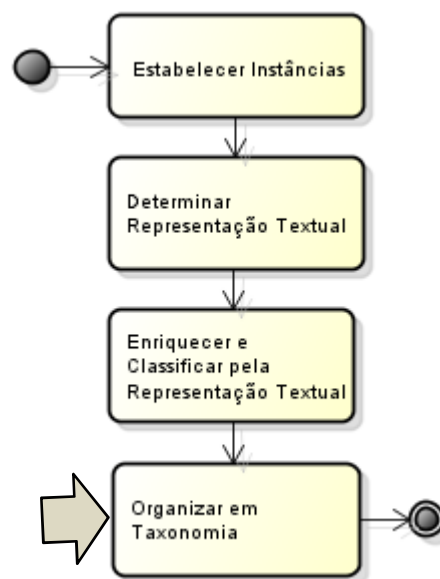 Estabelecer Instâncias
Determinar
Representação Textual
Enriquecer e
Classificar pela
Representação Textual
Organizar em
Taxonomia